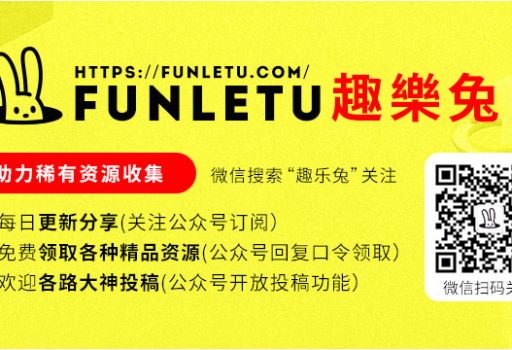 HTTPS://FUNLETU.COM/
FUNLETU 趣樂兔
助力稀有资源收集
微信搜索“趣乐兔”关注
每日更新分享(关注公众号订阅）
免费领取各种精品资源(公众号回复口令领取）
欢迎各路大神投稿(公众号开放投稿功能）
微信扫码关